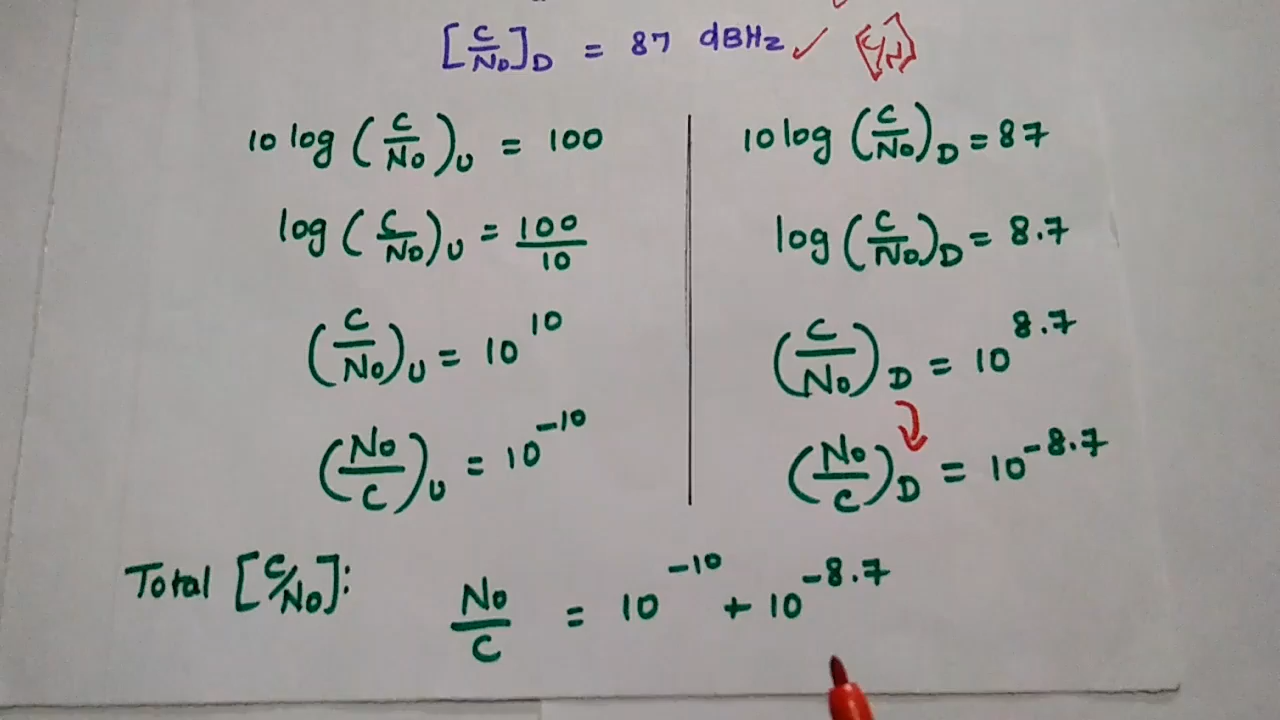 [C/No]D = 87 dBHz ✓ [C/N]
10 log (C/No)U = 100
log (C/No)U = 100/10
(C/No)U = 10^10
(No/C)U = 10^-10
10 log (C/No)D = 87
log (C/No)D = 8.7
(C/No)D = 10^8.7
(No/C)D = 10^-8.7
Total [C/No]: No/C = 10^-10 + 10^-8.7